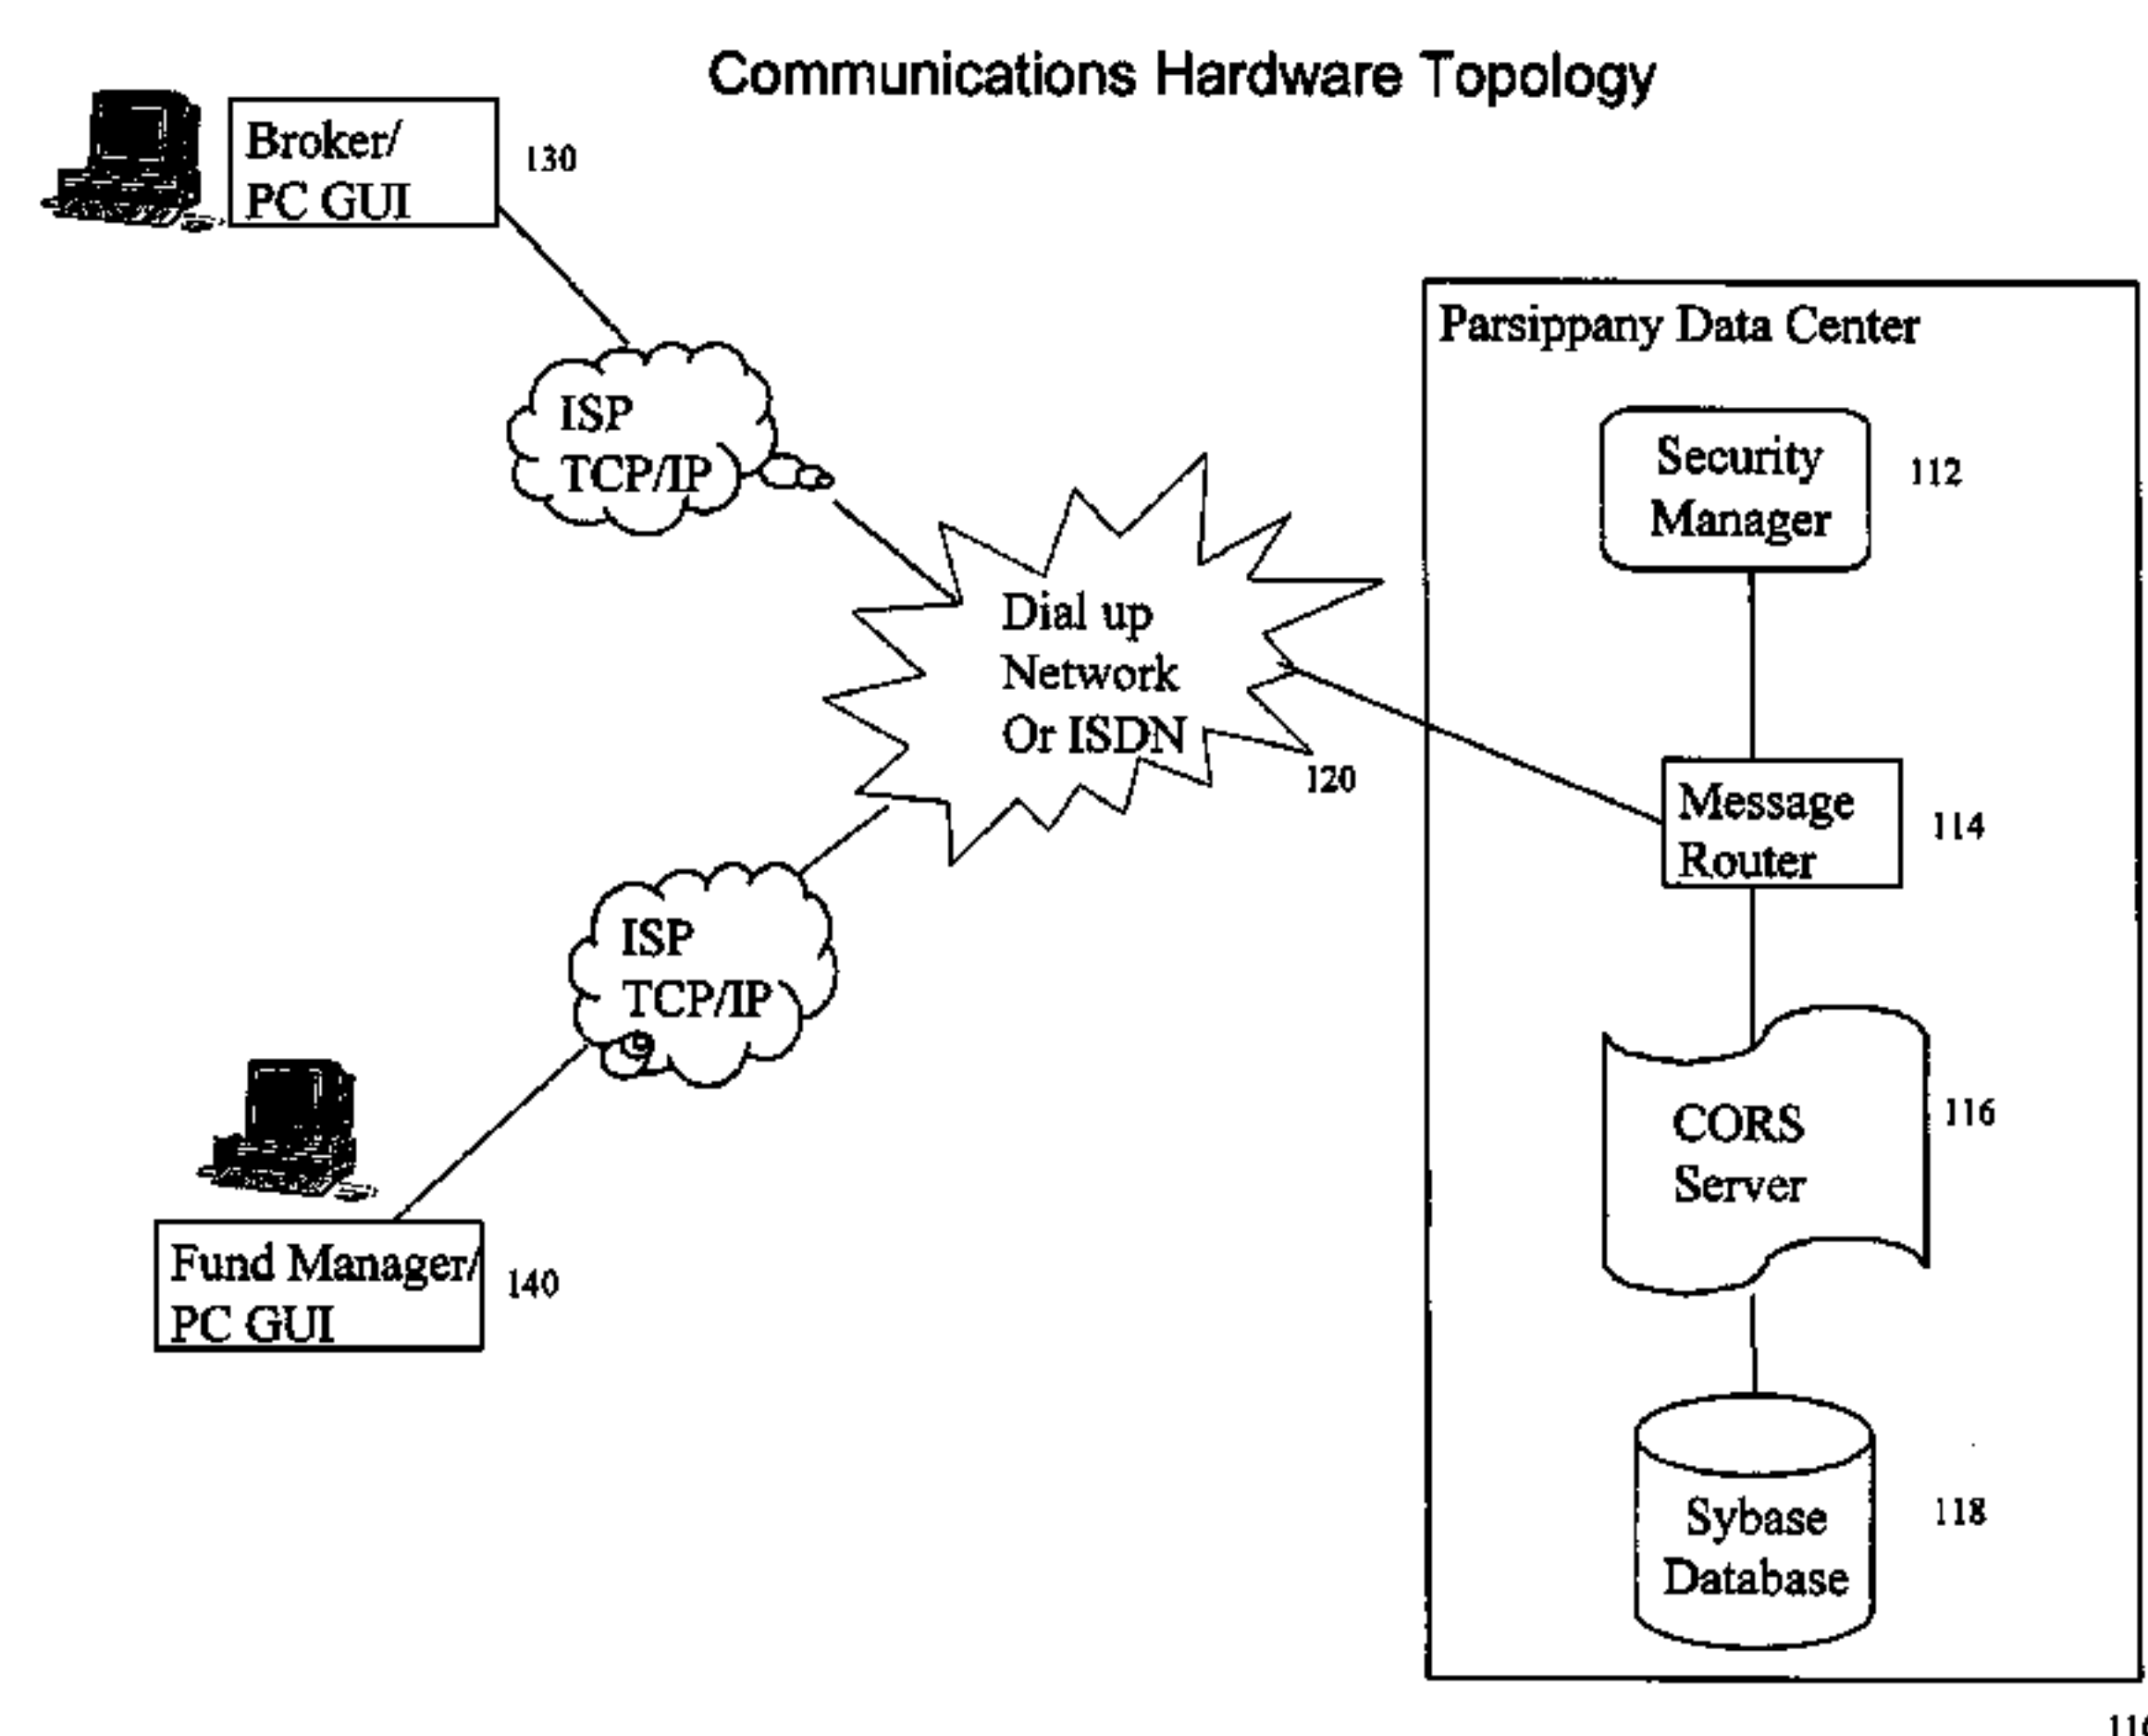 Communications Hardware Topology
Broker/
PC GUI
130
ISP
TCP/IP
Dial up
Network
Or ISDN
120
ISP
TCP/IP
Fund Manager/
PC GUI
140
Parsippany Data Center
Security
Manager
112
Message
Router
114
CORS
Server
116
Sybase
Database
118